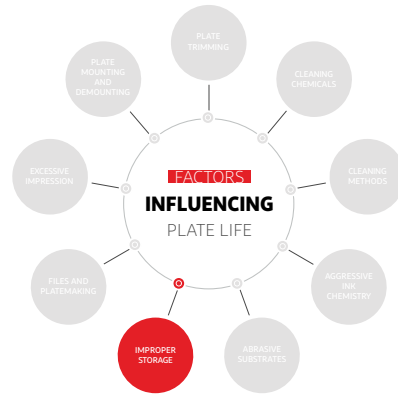 PLATE
TRIMMING
CLEANING
CHEMICALS
CLEANING
METHODS
AGGRESSIVE
INK
CHEMISTRY
ABRASIVE
SUBSTRATES
IMPROPER
STORAGE
FILES AND
PLATEMAKING
EXCESSIVE
IMPRESSION
PLATE
MOUNTING
AND
DEMOUNTING
FACTORS
INFLUENCING
PLATE LIFE